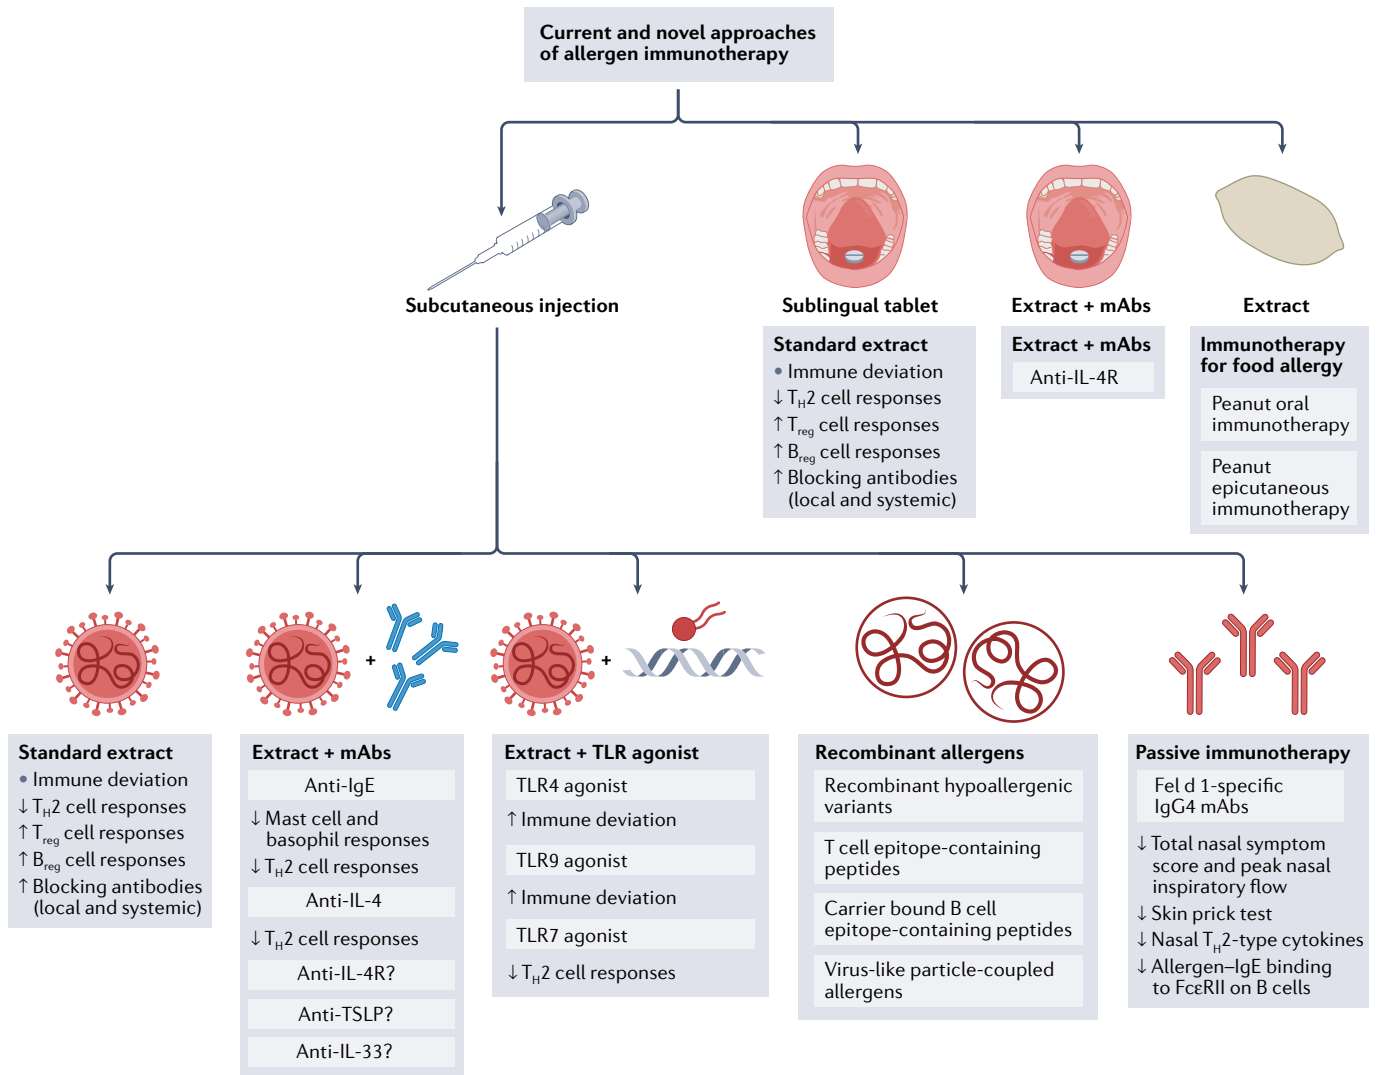 Current and novel approaches
of allergen immunotherapy
Subcutaneous injection
Sublingual tablet
Standard extract
• Immune deviation
↓ TH2 cell responses
↑ Treg cell responses
↑ Breg cell responses
↑ Blocking antibodies
(local and systemic)
Extract + mAbs
Extract + mAbs
Anti-IL-4R
Extract
Immunotherapy
for food allergy
Peanut oral
immunotherapy
Peanut
epicutaneous
immunotherapy
+
+
Standard extract
• Immune deviation
↓ TH2 cell responses
↑ Treg cell responses
↑ Breg cell responses
↑ Blocking antibodies
(local and systemic)
Extract + mAbs
Anti-IgE
↓ Mast cell and
basophil responses
↓ TH2 cell responses
Anti-IL-4
↓ TH2 cell responses
Anti-IL-4R?
Anti-TSLP?
Anti-IL-33?
Extract + TLR agonist
TLR4 agonist
↑ Immune deviation
TLR9 agonist
↑ Immune deviation
TLR7 agonist
↓ TH2 cell responses
Recombinant allergens
Recombinant hypoallergenic
variants
T cell epitope-containing
peptides
Carrier bound B cell
epitope-containing peptides
Virus-like particle-coupled
allergens
Passive immunotherapy
Fel d 1-specific
IgG4 mAbs
↓ Total nasal symptom
score and peak nasal
inspiratory flow
↓ Skin prick test
↓ Nasal TH2-type cytokines
↓ Allergen–IgE binding
to FcεRII on B cells